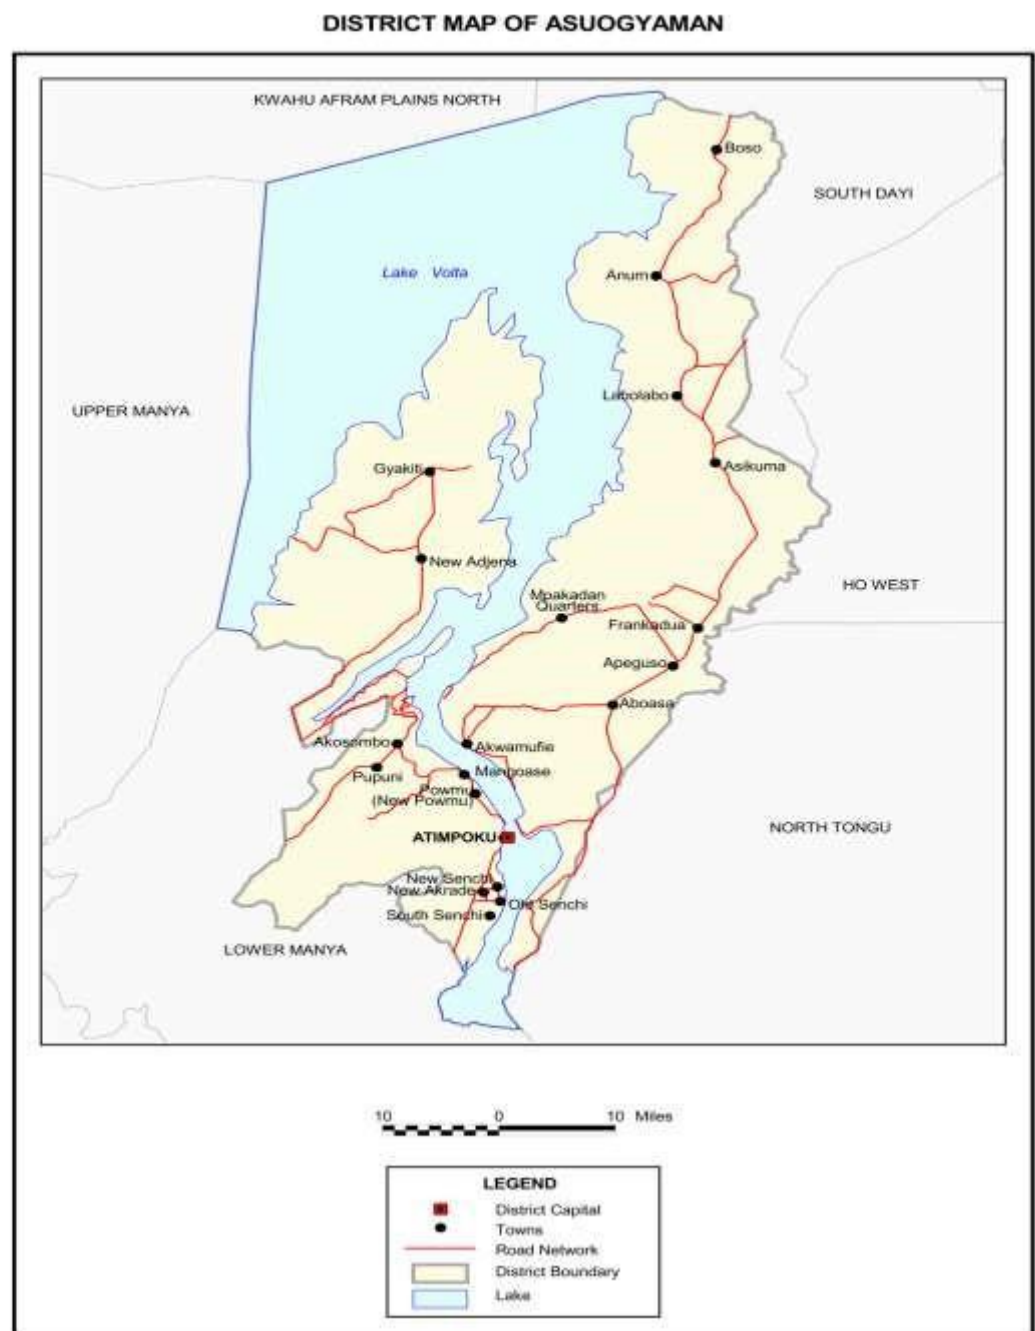 DISTRICT MAP OF ASUOGYAMAN
KWAHU AFRAM PLAINS NORTH
Boso
SOUTH DAYI
Lake Volta
Anum
Labolabo
UPPER MANYA
Gyakiti
Asikuma
New Adjena
HO WEST
Mpakadan
Quarters
Frankadua
Apeguso
Aboasa
Akosombo
Akwamufie
Pupuni
Mangoase
Powmu
(New Powmu)
NORTH TONGU
ATIMPOKU
New Senchi
New Akrade
Old Senchi
South Senchi
LOWER MANYA
10 0 10 Miles
LEGEND
District Capital
Towns
Road Network
District Boundary
Lake